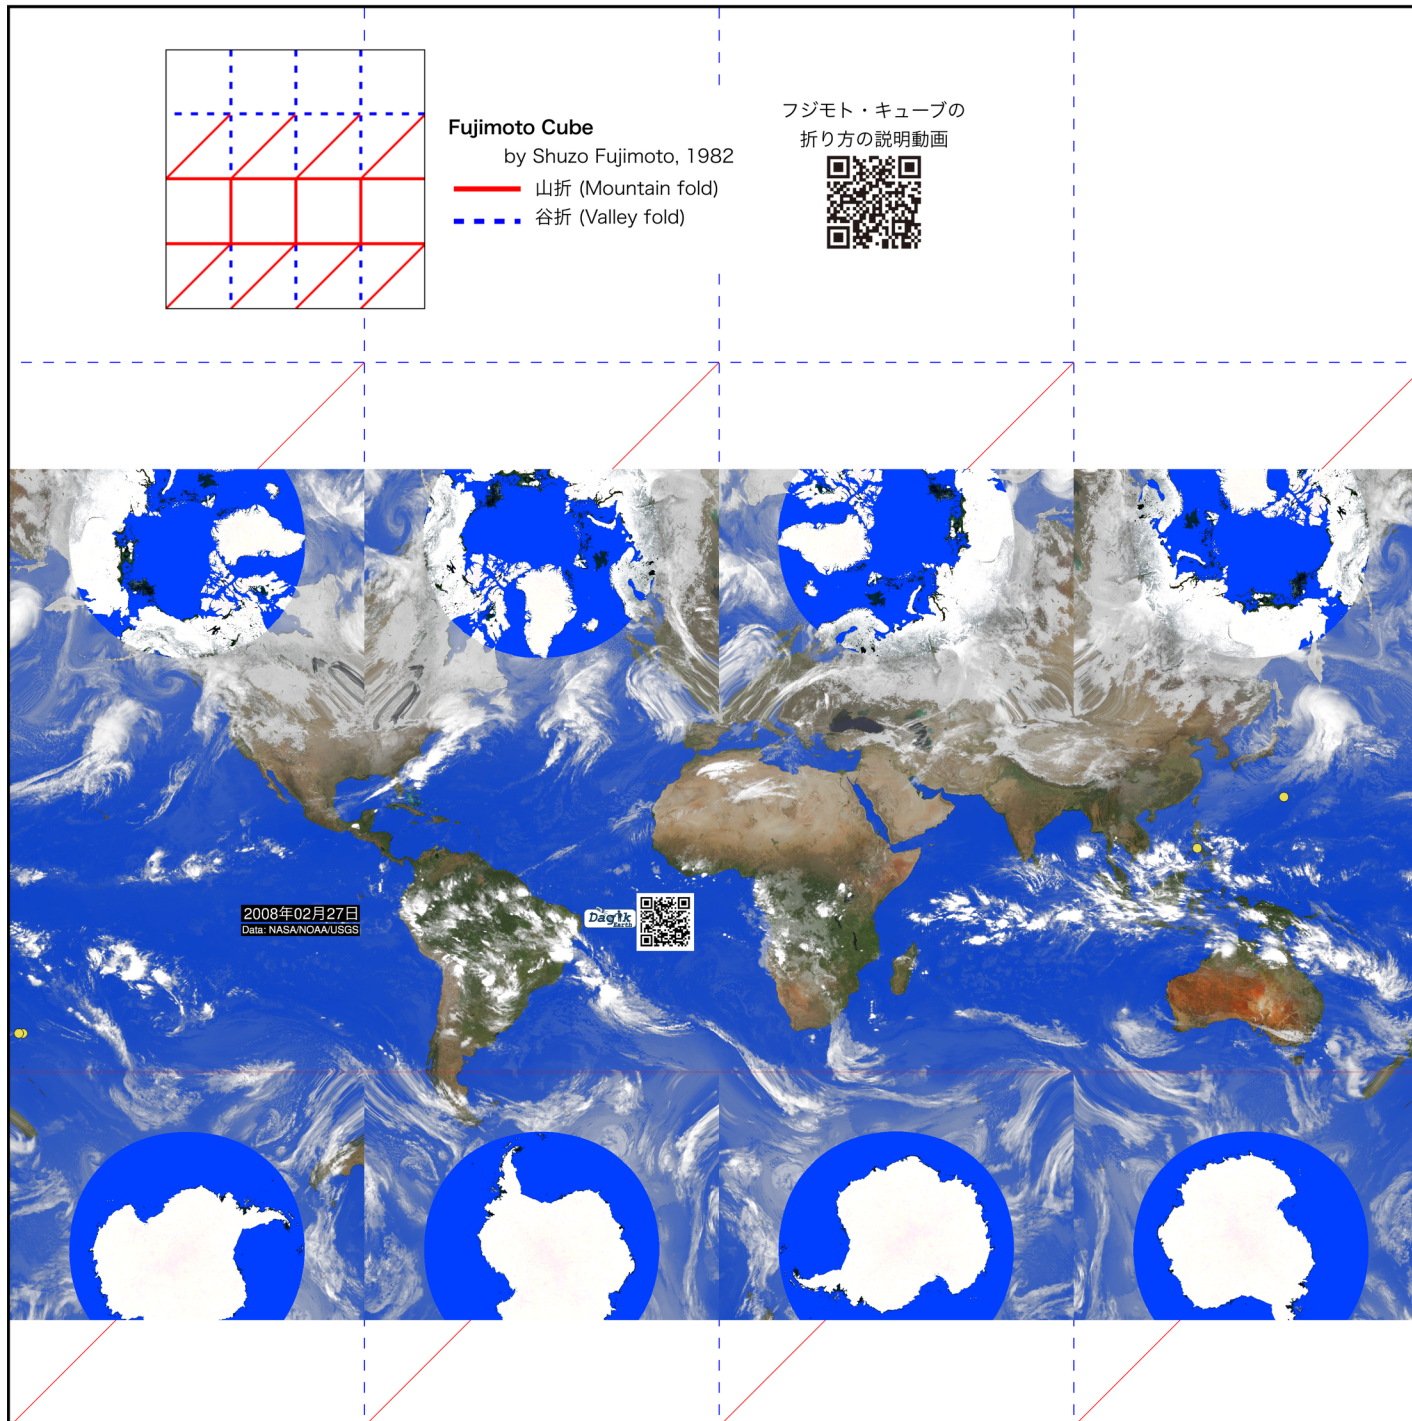 Fujimoto Cube
by Shuzo Fujimoto, 1982
山折 (Mountain fold)
谷折 (Valley fold)
フジモト・キューブの
折り方の説明動画
2008年02月27日
Data: NASA/NOAA/USGS
Dagik
Earth